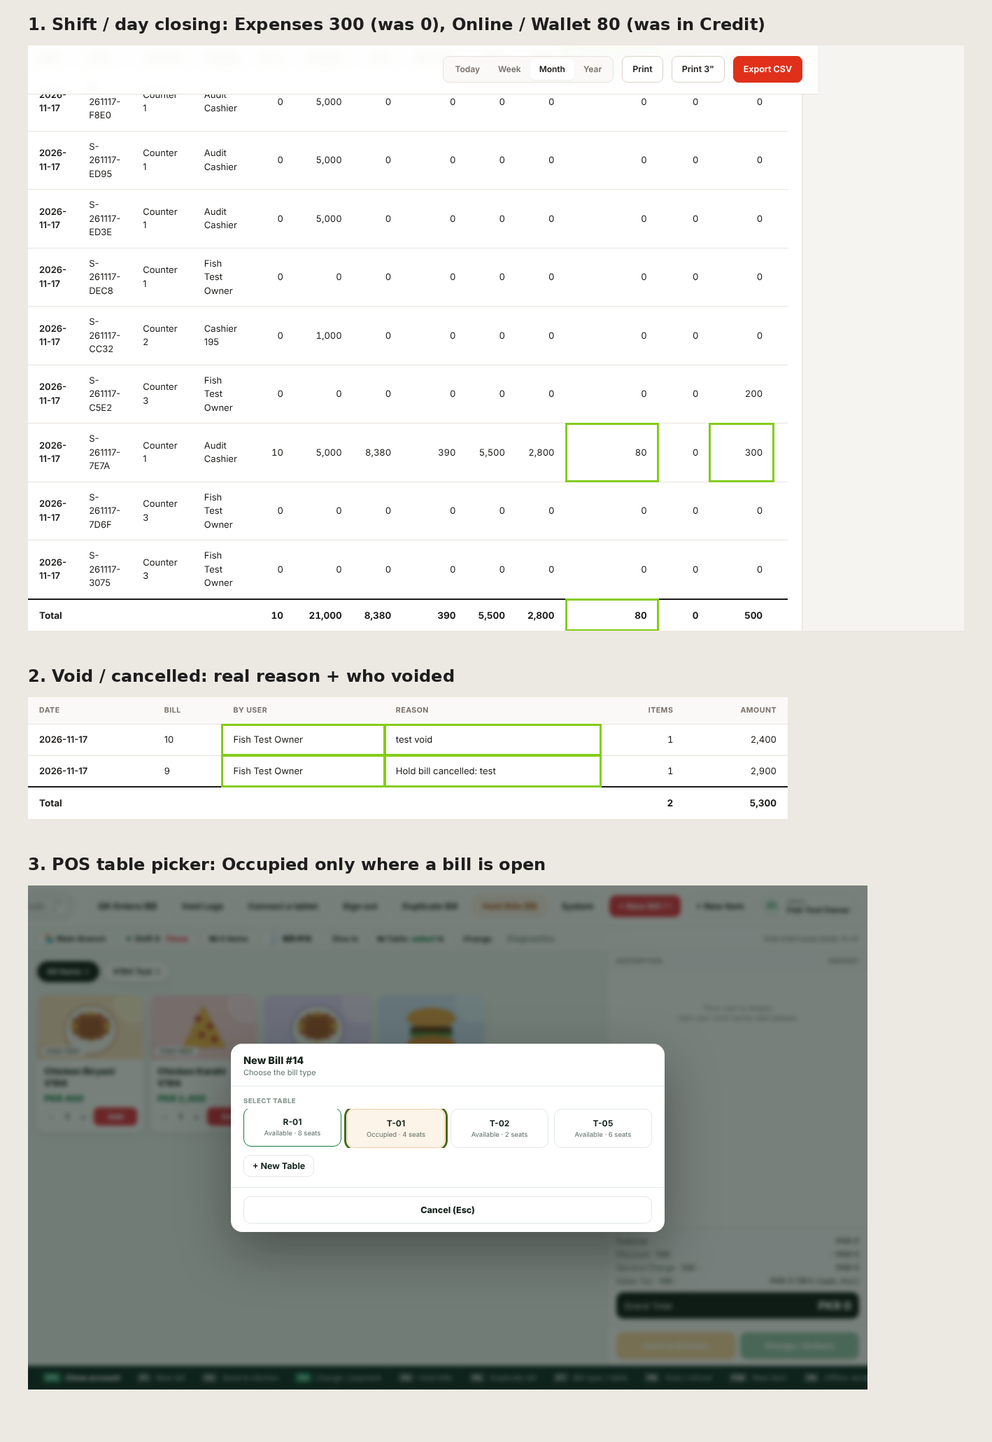 1. Shift / day closing: Expenses 300 (was 0), Online / Wallet 80 (was in Credit)
Today Week Month Year Print Print 3" Export CSV
2026-11-17 S-261117-F8E0 Counter 1 Audit Cashier 0 5,000 0 0 0 0 0 0 0
2026-11-17 S-261117-ED95 Counter 1 Audit Cashier 0 5,000 0 0 0 0 0 0 0
2026-11-17 S-261117-ED3E Counter 1 Audit Cashier 0 5,000 0 0 0 0 0 0 0
2026-11-17 S-261117-DEC8 Counter 1 Fish Test Owner 0 0 0 0 0 0 0 0 0
2026-11-17 S-261117-CC32 Counter 2 Cashier 195 0 1,000 0 0 0 0 0 0 0
2026-11-17 S-261117-C5E2 Counter 3 Fish Test Owner 0 0 0 0 0 0 0 0 200
2026-11-17 S-261117-7E7A Counter 1 Audit Cashier 10 5,000 8,380 390 5,500 2,800 80 0 300
2026-11-17 S-261117-7D6F Counter 3 Fish Test Owner 0 0 0 0 0 0 0 0 0
2026-11-17 S-261117-3075 Counter 3 Fish Test Owner 0 0 0 0 0 0 0 0 0
Total 10 21,000 8,380 390 5,500 2,800 80 0 500
2. Void / cancelled: real reason + who voided
DATE BILL BY USER REASON ITEMS AMOUNT
2026-11-17 10 Fish Test Owner test void 1 2,400
2026-11-17 9 Fish Test Owner Hold bill cancelled: test 1 2,900
Total 2 5,300
3. POS table picker: Occupied only where a bill is open
New Bill #14
Choose the bill type
SELECT TABLE
R-01 T-01 T-02 T-05
Available · 8 seats Occupied · 4 seats Available · 2 seats Available · 6 seats
+ New Table
Cancel (Esc)